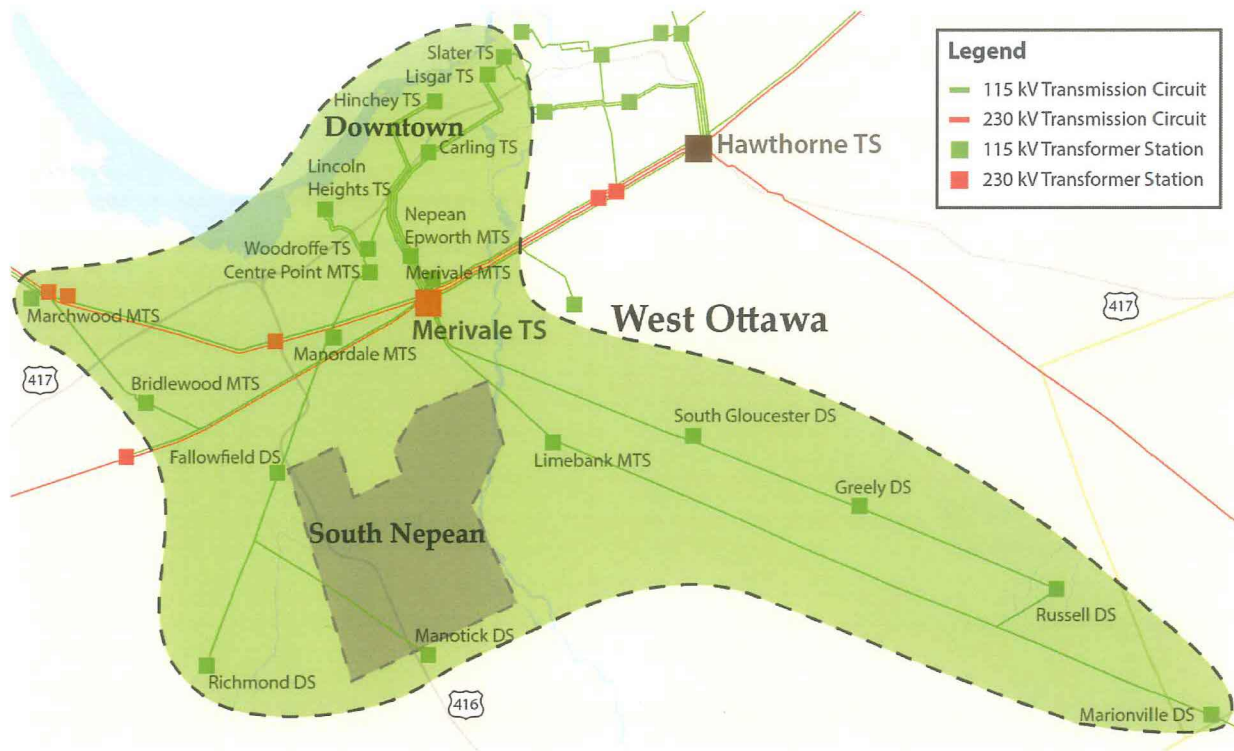 Slater TS
Lisgar TS
Hinchey TS
Downtown
Carling TS
Lincoln
Heights TS
Nepean
Epworth MTS
Woodroffe TS
Centre Point MTS
Merivale MTS
Marchwood MTS
Merivale TS
Manordale MTS
West Ottawa
Hawthorne TS
417
417
Bridlewood MTS
South Gloucester DS
Fallowfield DS
Limebank MTS
Greely DS
South Nepean
Russell DS
Manotick DS
Richmond DS
416
Marionville DS
Legend
115 kV Transmission Circuit
230 kV Transmission Circuit
115 kV Transformer Station
230 kV Transformer Station